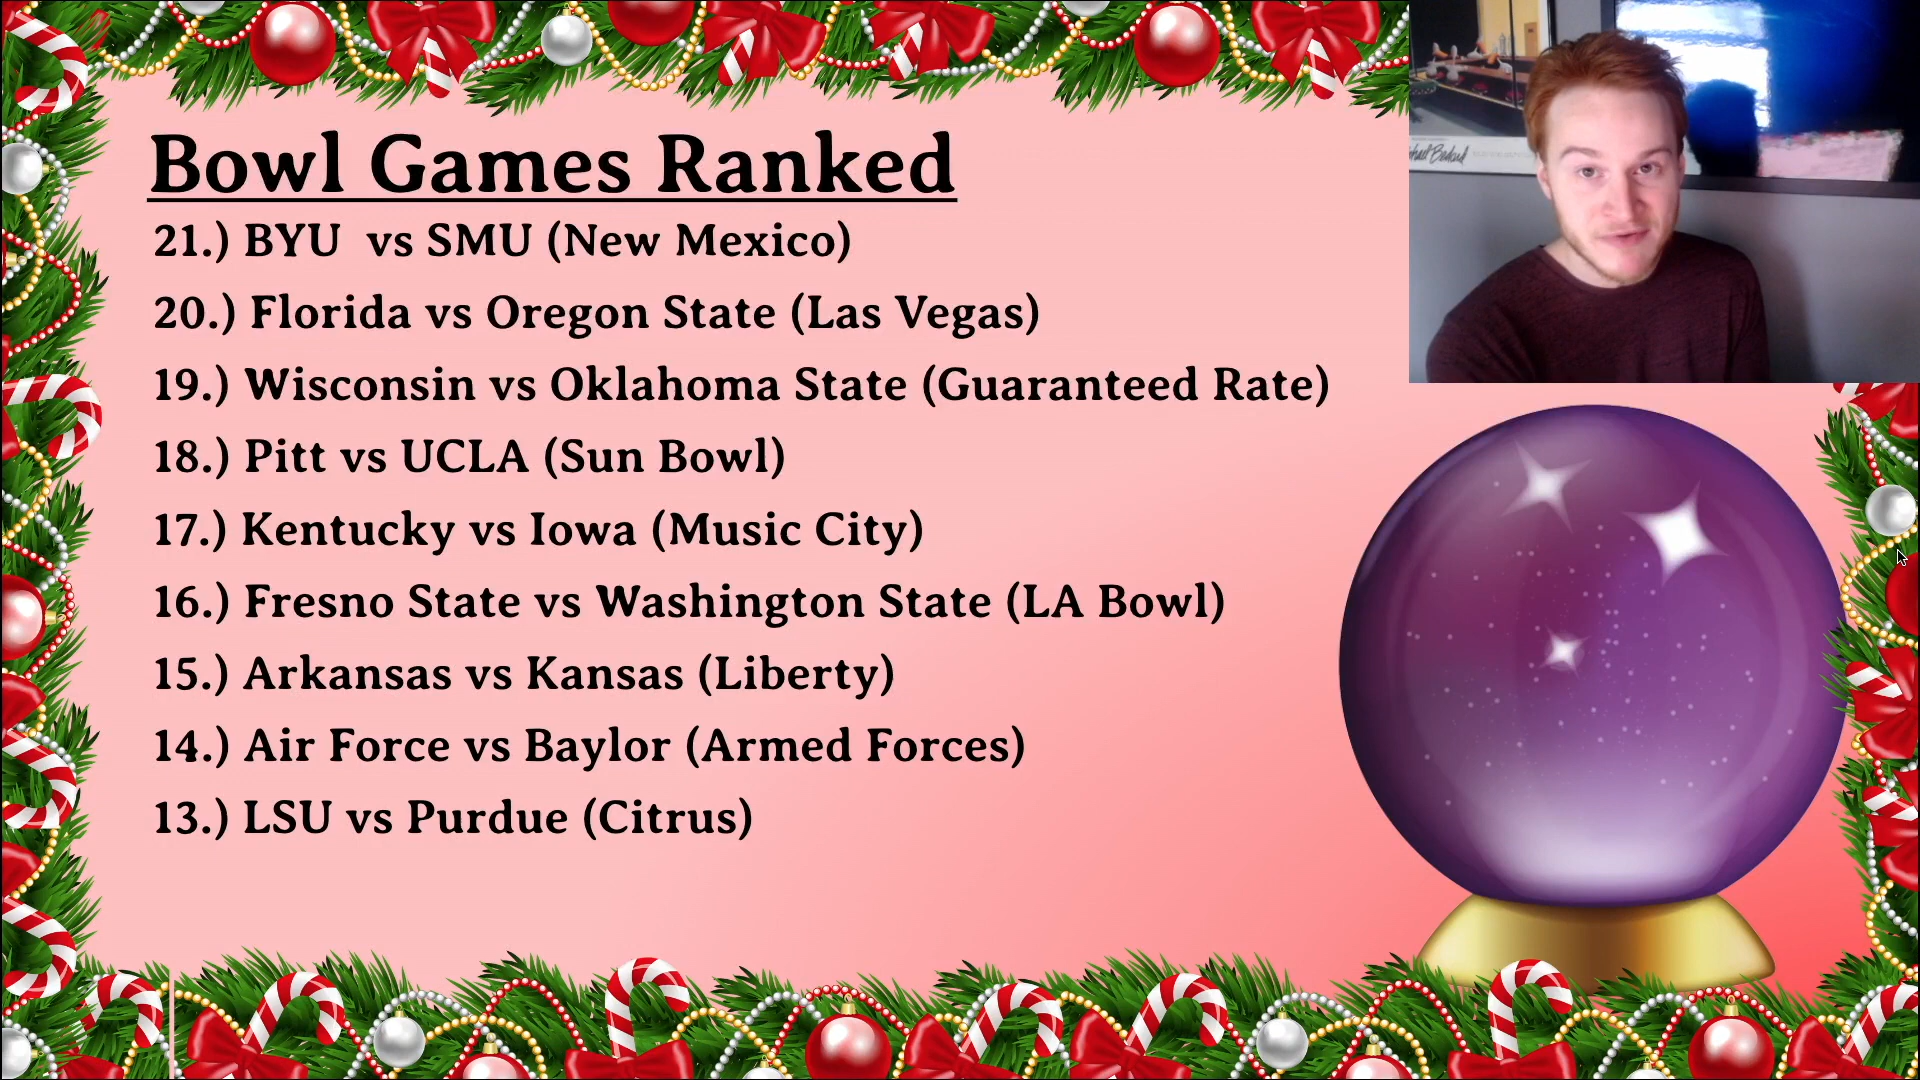 Bowl Games Ranked
21.) BYU vs SMU (New Mexico)
20.) Florida vs Oregon State (Las Vegas)
19.) Wisconsin vs Oklahoma State (Guaranteed Rate)
18.) Pitt vs UCLA (Sun Bowl)
17.) Kentucky vs Iowa (Music City)
16.) Fresno State vs Washington State (LA Bowl)
15.) Arkansas vs Kansas (Liberty)
14.) Air Force vs Baylor (Armed Forces)
13.) LSU vs Purdue (Citrus)